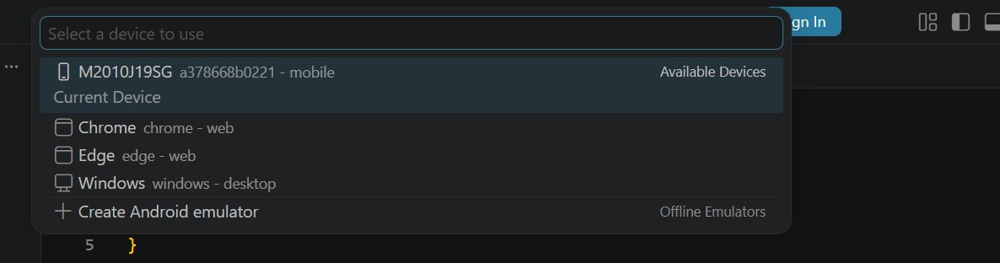 Select a device to use
M2010J19SG a378668b0221 - mobile Available Devices
Current Device
Chrome chrome - web
Edge edge - web
Windows windows - desktop
Create Android emulator Offline Emulators
gn In
...
5 }